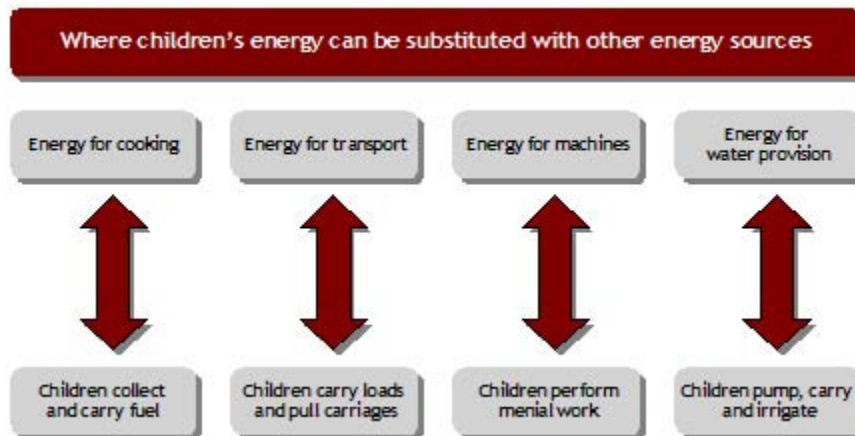 Where children's energy can be substituted with other energy sources
Energy for cooking
Energy for transport
Energy for machines
Energy for
water provision
Children collect
and carry fuel
Children carry loads
and pull carriages
Children perform
menial work
Children pump, carry
and irrigate